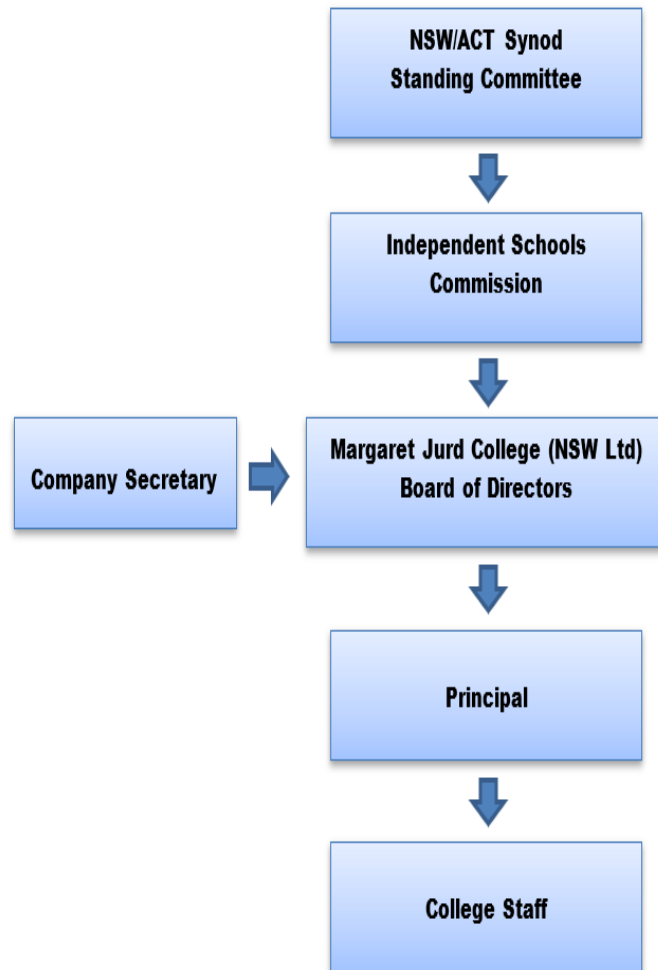 NSW/ACT Synod
Standing Committee
Independent Schools
Commission
Company Secretary
Margaret Jurd College (NSW Ltd)
Board of Directors
Principal
College Staff